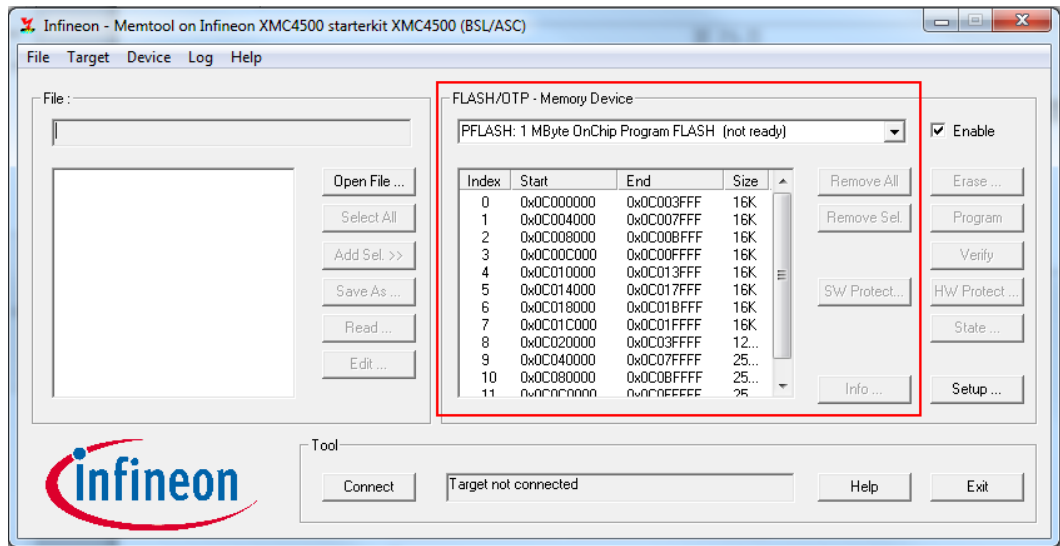 Infineon - Memtool on Infineon XMC4500 starterkit XMC4500 (BSL/ASC)
File Target Device Log Help
File :
Open File ...
Select All
Add Sel. >>
Save As ...
Read ...
Edit ...
FLASH/OTP - Memory Device
PFLASH: 1 MByte OnChip Program FLASH (not ready)
Enable
Index Start End Size
0 0x0C000000 0x0C003FFF 16K
1 0x0C004000 0x0C007FFF 16K
2 0x0C008000 0x0C00BFFF 16K
3 0x0C00C000 0x0C00FFFF 16K
4 0x0C010000 0x0C013FFF 16K
5 0x0C014000 0x0C017FFF 16K
6 0x0C018000 0x0C01BFFF 16K
7 0x0C01C000 0x0C01FFFF 16K
8 0x0C020000 0x0C03FFFF 12...
9 0x0C040000 0x0C07FFFF 25...
10 0x0C080000 0x0C0BFFFF 25...
11 0x0C0C0000 0x0C0FFFFF 25...
Remove All
Remove Sel.
SW Protect...
Info ...
Erase ...
Program
Verify
HW Protect ...
State ...
Setup ...
infineon
Tool
Connect
Target not connected
Help
Exit